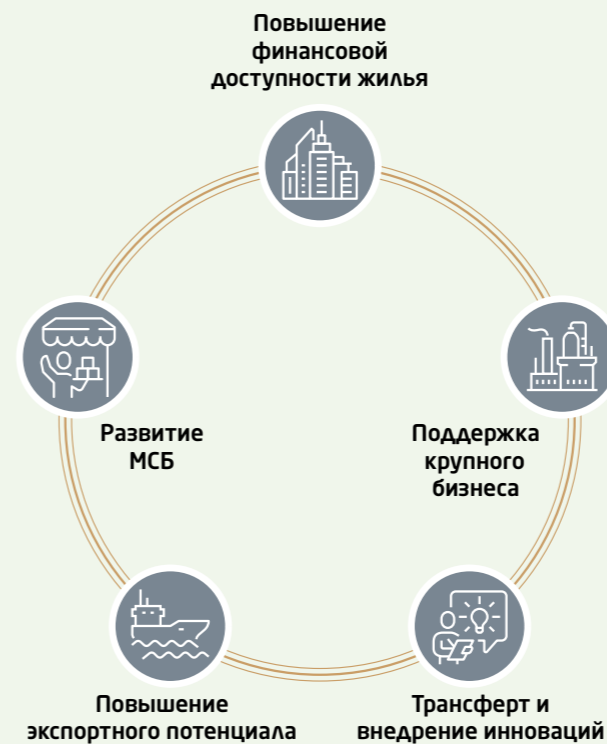 Повышение
финансовой
доступности жилья
Развитие
МСБ
Поддержка
крупного
бизнеса
Повышение
экспортного потенциала
Трансферт и
внедрение инноваций